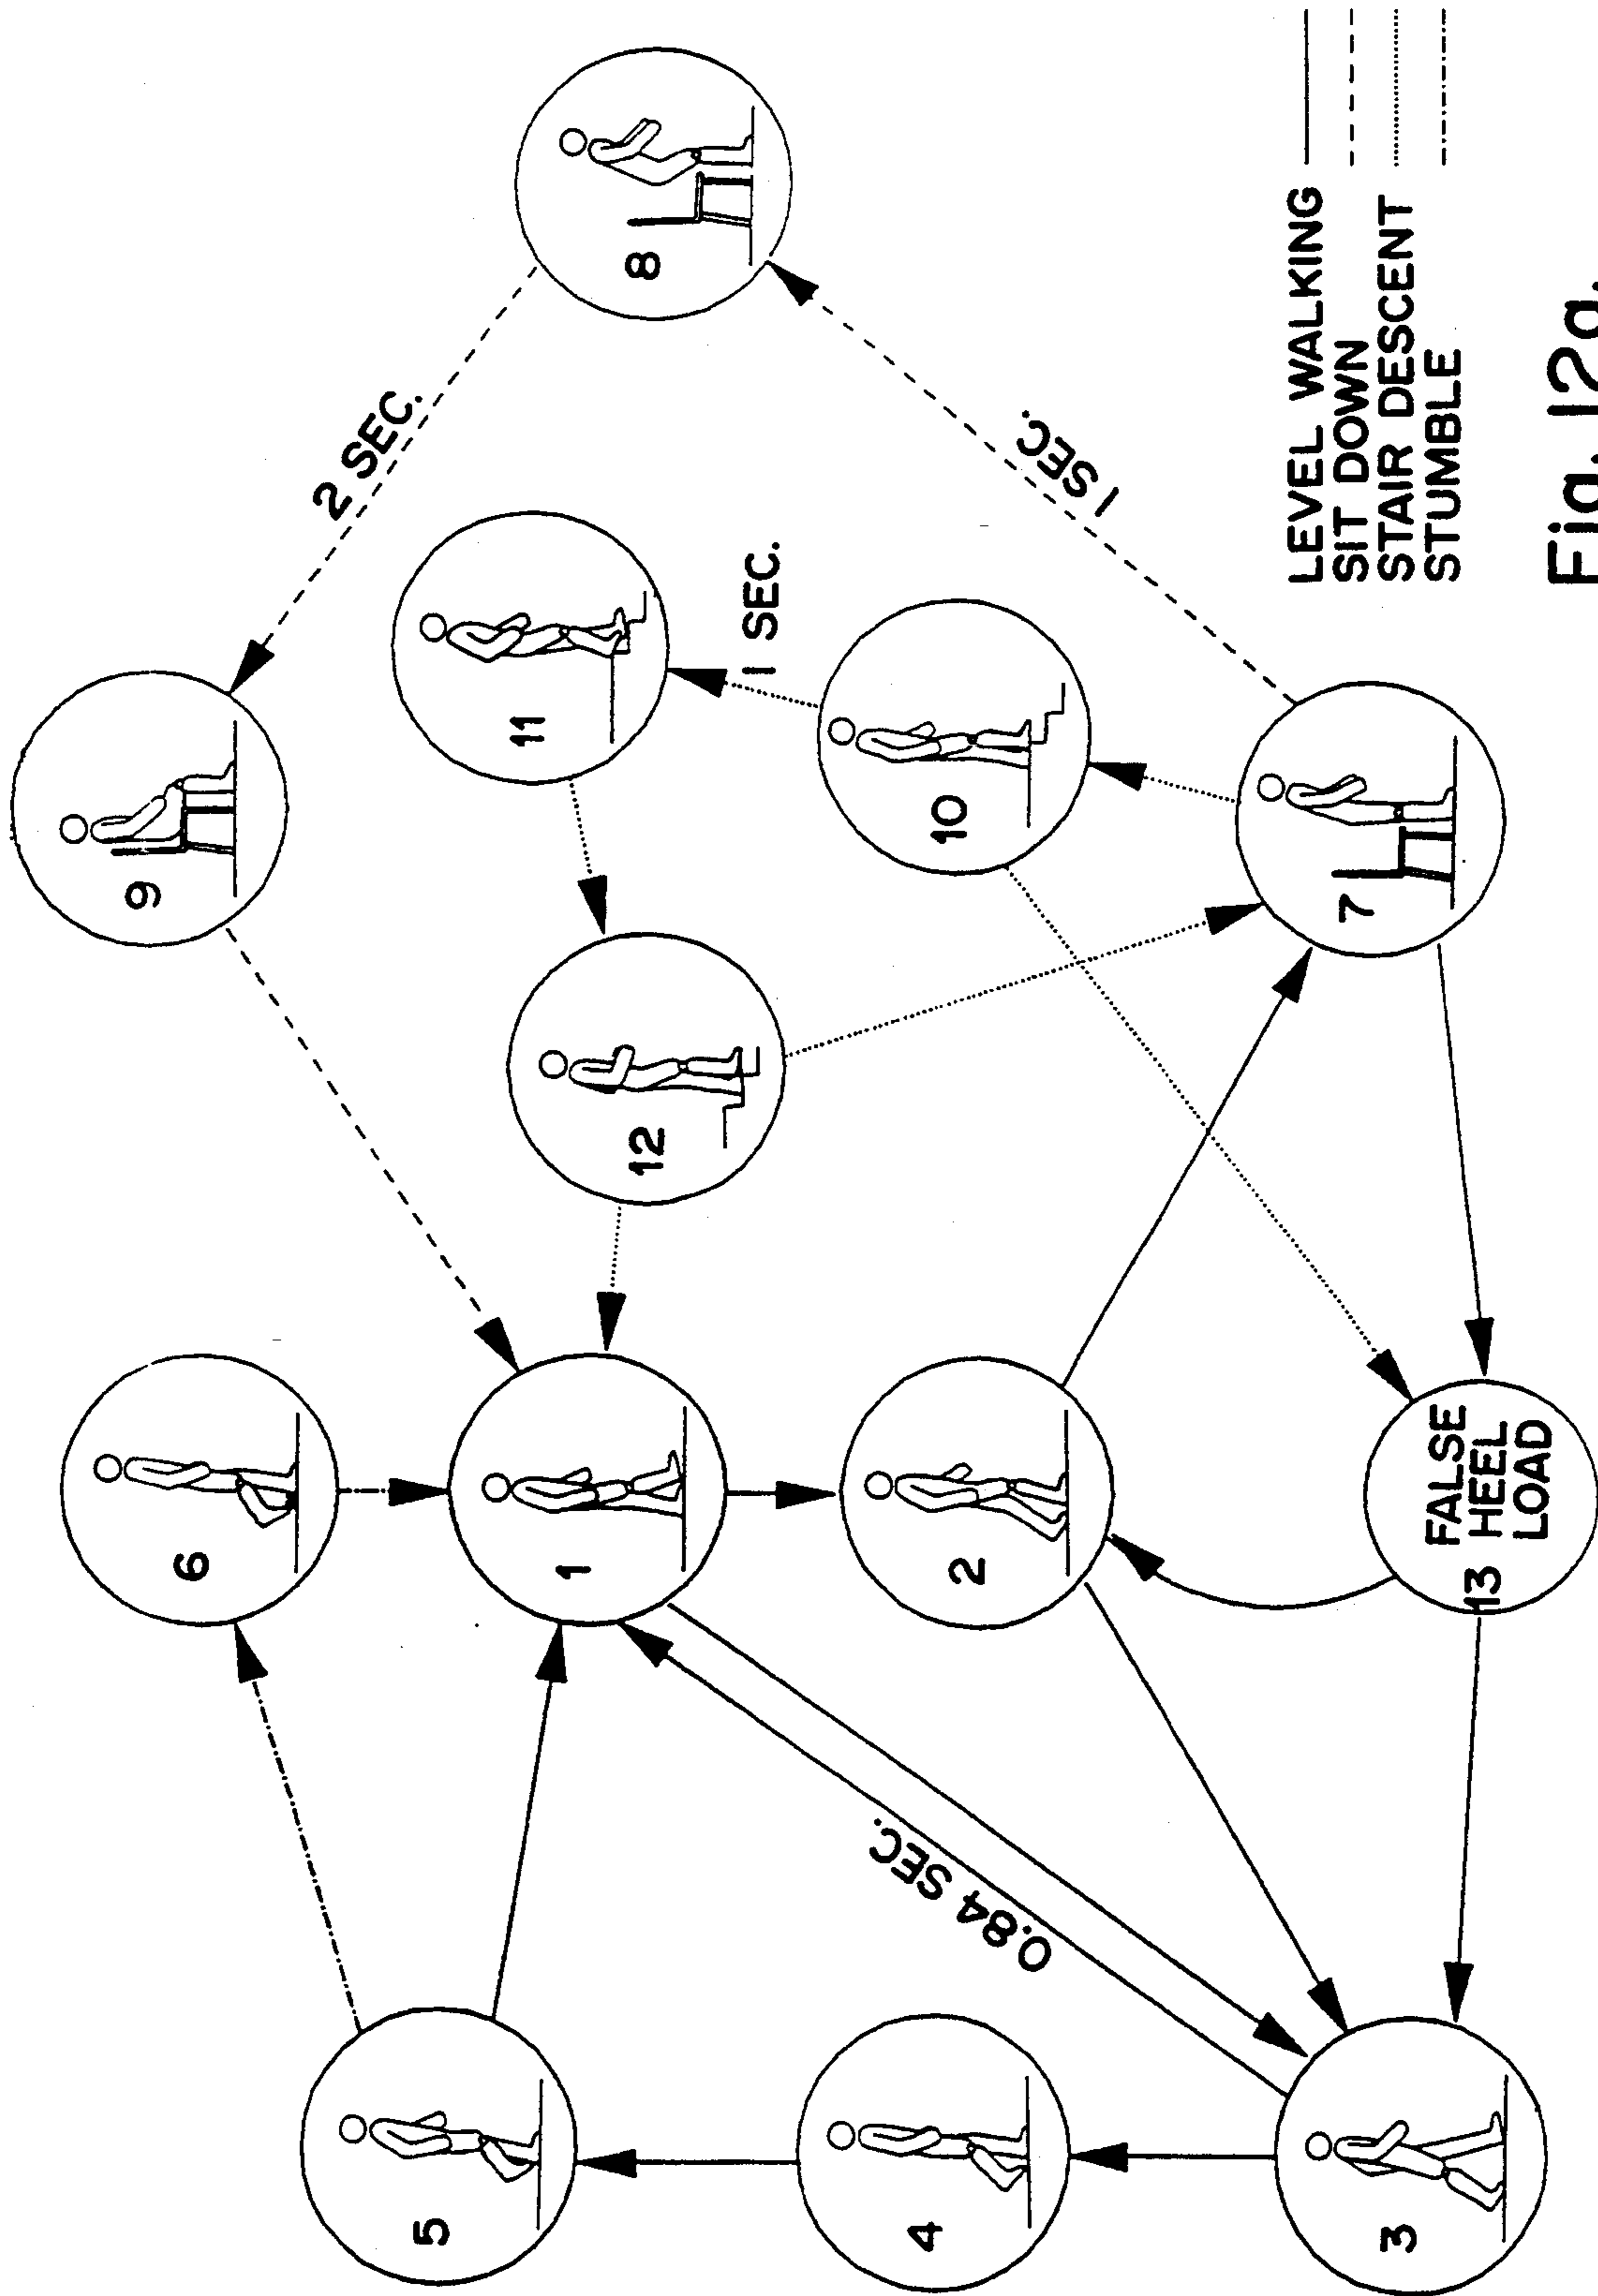 5
6
9
4
1
12
11
8
2 SEC.
0.84 SEC.
2
10
1 SEC.
1 SEC.
3
13
FALSE
HEEL
LOAD
7
LEVEL WALKING
SIT DOWN
STAIR DESCENT
STUMBLE
Fig. 12a.